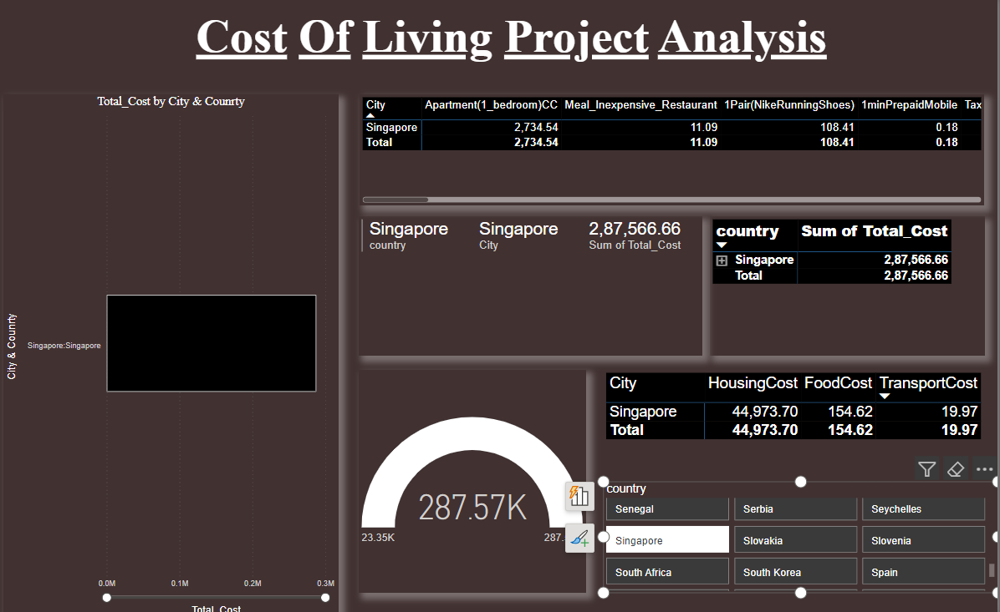 Cost Of Living Project Analysis
Total_Cost by City & Counrty
City & Counrty
Singapore:Singapore
0.0M 0.1M 0.2M 0.3M
Total_Cost
City Apartment(1_bedroom)CC Meal_Inexpensive_Restaurant 1Pair(NikeRunningShoes) 1minPrepaidMobile Tax
Singapore 2,734.54 11.09 108.41 0.18
Total 2,734.54 11.09 108.41 0.18
Singapore Singapore 2,87,566.66
country City Sum of Total_Cost
country Sum of Total_Cost
Singapore 2,87,566.66
Total 2,87,566.66
287.57K
23.35K 287.
City HousingCost FoodCost TransportCost
Singapore 44,973.70 154.62 19.97
Total 44,973.70 154.62 19.97
country
Senegal Serbia Seychelles
Singapore Slovakia Slovenia
South Africa South Korea Spain